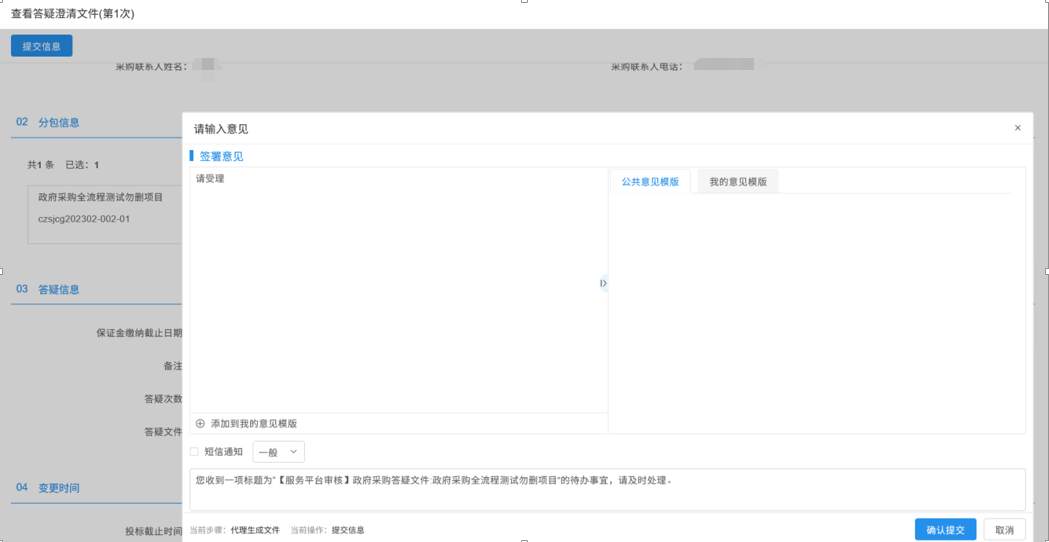 查看答疑澄清文件(第1次)
提交信息
采购联系人姓名：
采购联系人电话：
02 分包信息
共1 条 已选：1
政府采购全流程测试勿删项目
czsjcg202302-002-01
03 答疑信息
保证金缴纳截止日期
备注
答疑次数
答疑文件
04 变更时间
投标截止时间
请输入意见
×
签署意见
请受理
公共意见模版 我的意见模版
添加到我的意见模版
短信通知 一般
您收到一项标题为“【服务平台审核】政府采购答疑文件:政府采购全流程测试勿删项目”的待办事宜，请及时处理。
当前步骤：代理生成文件 当前操作：提交信息
确认提交 取消